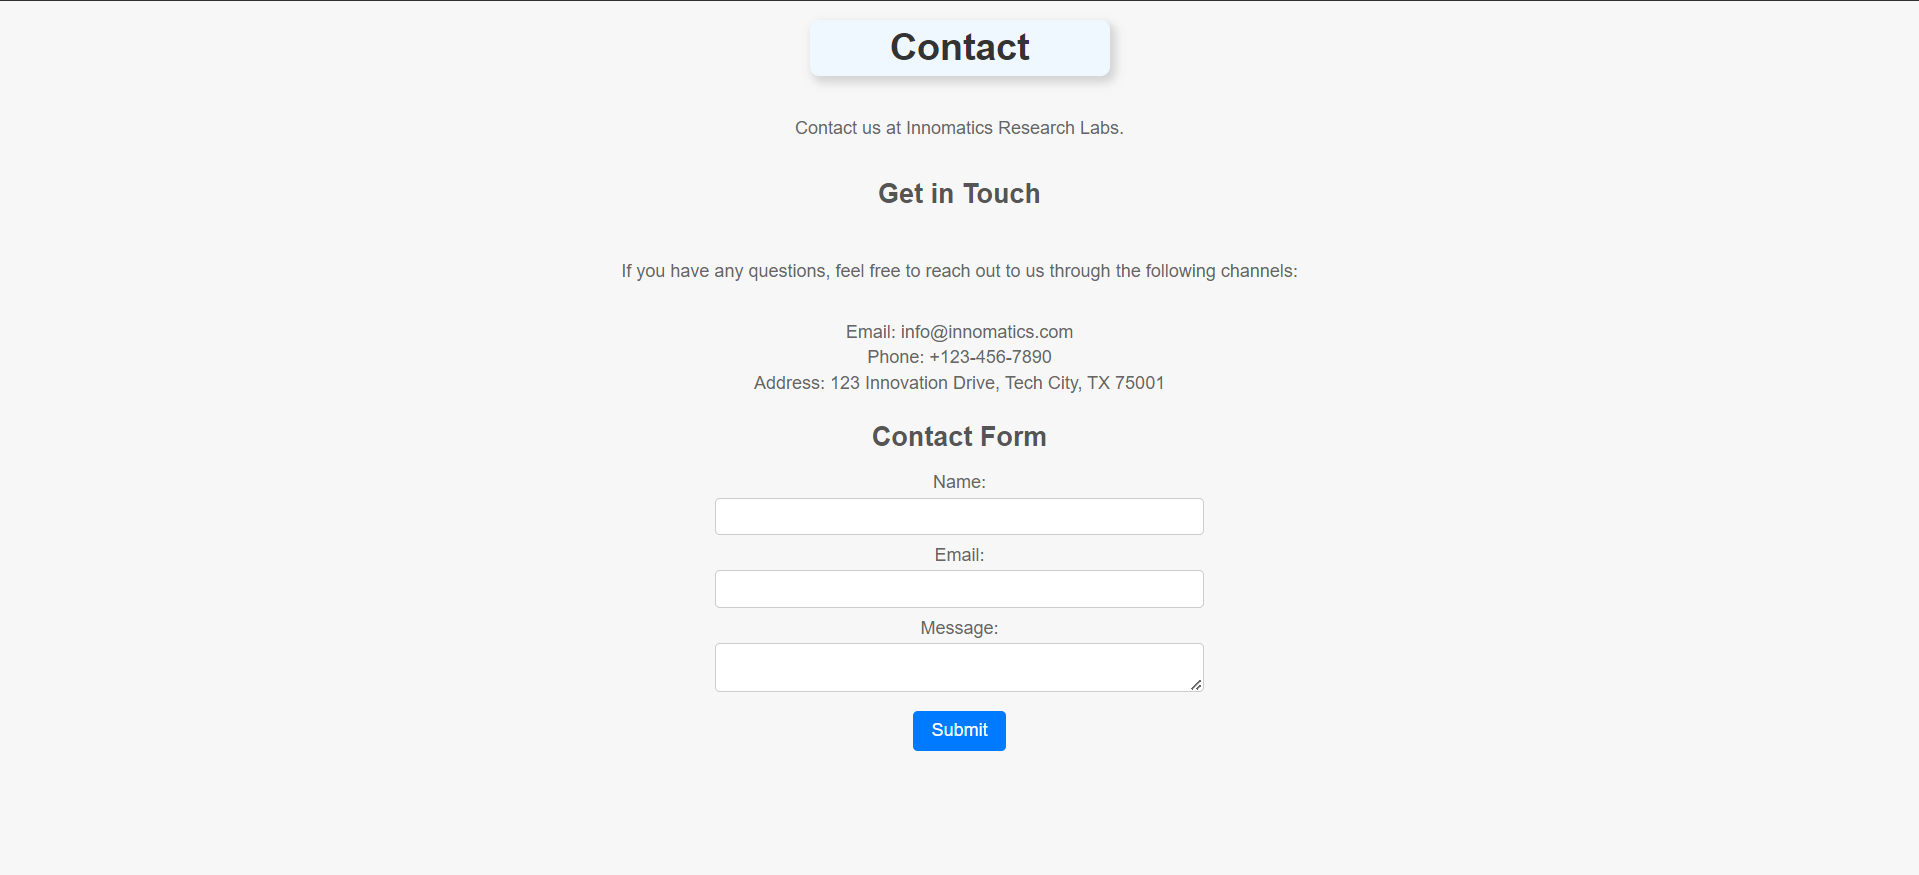 Contact
Contact us at Innomatics Research Labs.
Get in Touch
If you have any questions, feel free to reach out to us through the following channels:
Email: info@innomatics.com
Phone: +123-456-7890
Address: 123 Innovation Drive, Tech City, TX 75001
Contact Form
Name:
Email:
Message:
Submit